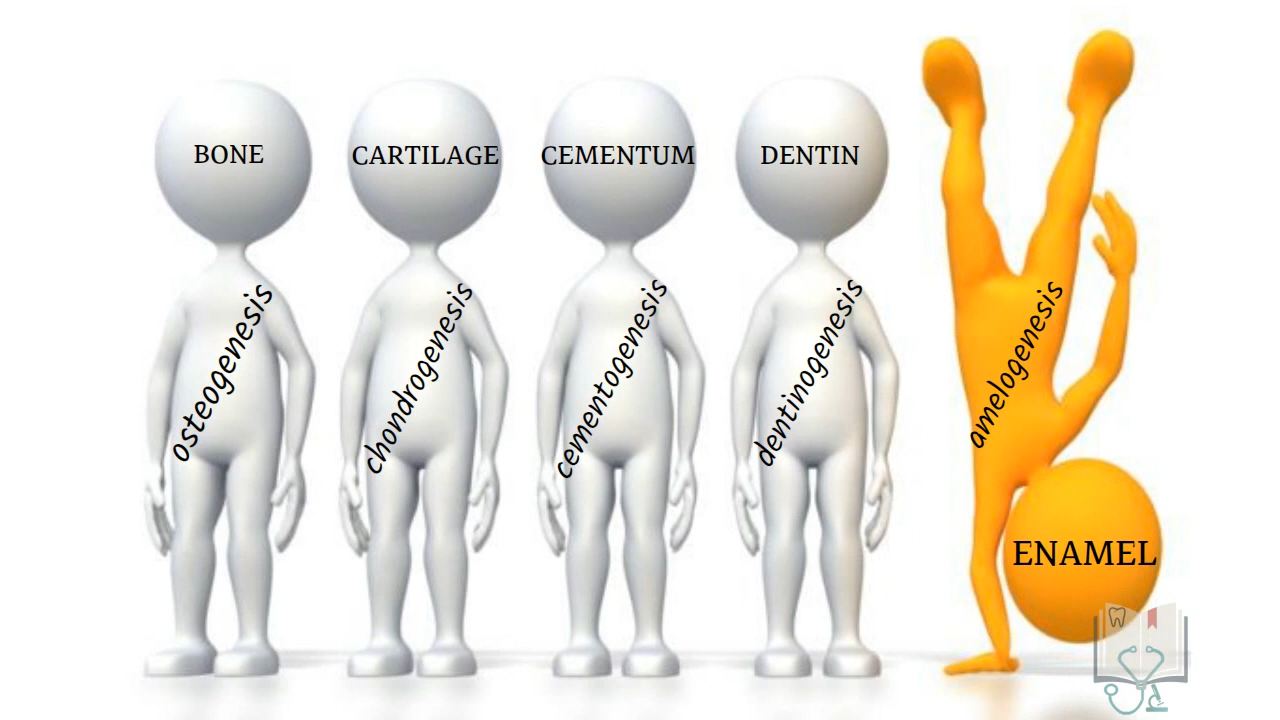 BONE
CARTILAGE
CEMENTUM
DENTIN
osteogenesis
chondrogenesis
cementogenesis
dentinogenesis
amelogenesis
ENAMEL